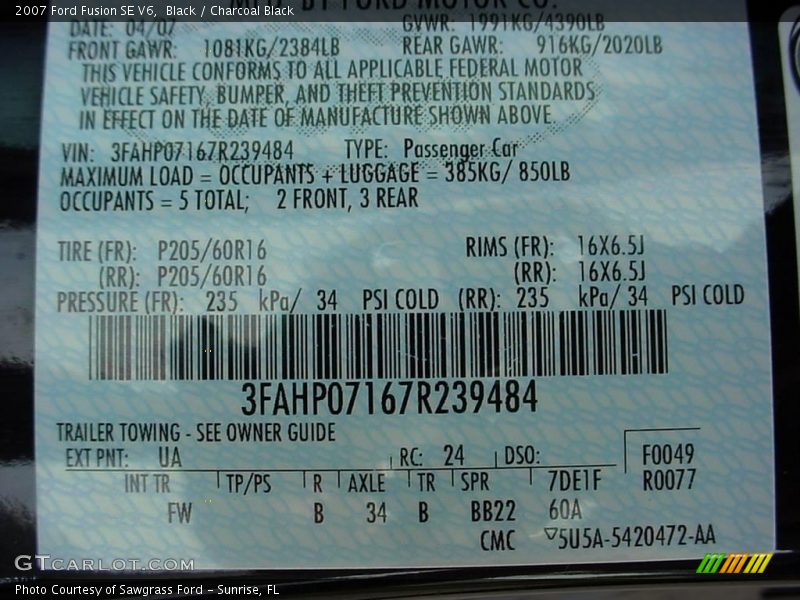 2007 Ford Fusion SE V6,  Black / Charcoal Black
MFD. BY FORD MOTOR CO.
DATE: 04/07 GVWR: 1991KG/4390LB
FRONT GAWR: 1081KG/2384LB REAR GAWR: 916KG/2020LB
THIS VEHICLE CONFORMS TO ALL APPLICABLE FEDERAL MOTOR
VEHICLE SAFETY, BUMPER, AND THEFT PREVENTION STANDARDS
IN EFFECT ON THE DATE OF MANUFACTURE SHOWN ABOVE.
VIN: 3FAHP07167R239484 TYPE: Passenger Car
MAXIMUM LOAD = OCCUPANTS + LUGGAGE = 385KG/ 850LB
OCCUPANTS = 5 TOTAL; 2 FRONT, 3 REAR
TIRE (FR): P205/60R16 RIMS (FR): 16X6.5J
(RR): P205/60R16 (RR): 16X6.5J
PRESSURE (FR): 235 kPa/ 34 PSI COLD (RR): 235 kPa/ 34 PSI COLD
3FAHP07167R239484
TRAILER TOWING - SEE OWNER GUIDE
EXT PNT: UA RC: 24 DSO: F0049
INT TR TP/PS R AXLE TR SPR 7DE1F R0077
FW B 34 B BB22 60A
CMC 5U5A-5420472-AA
GTCARLOT.COM
Photo Courtesy of Sawgrass Ford – Sunrise, FL